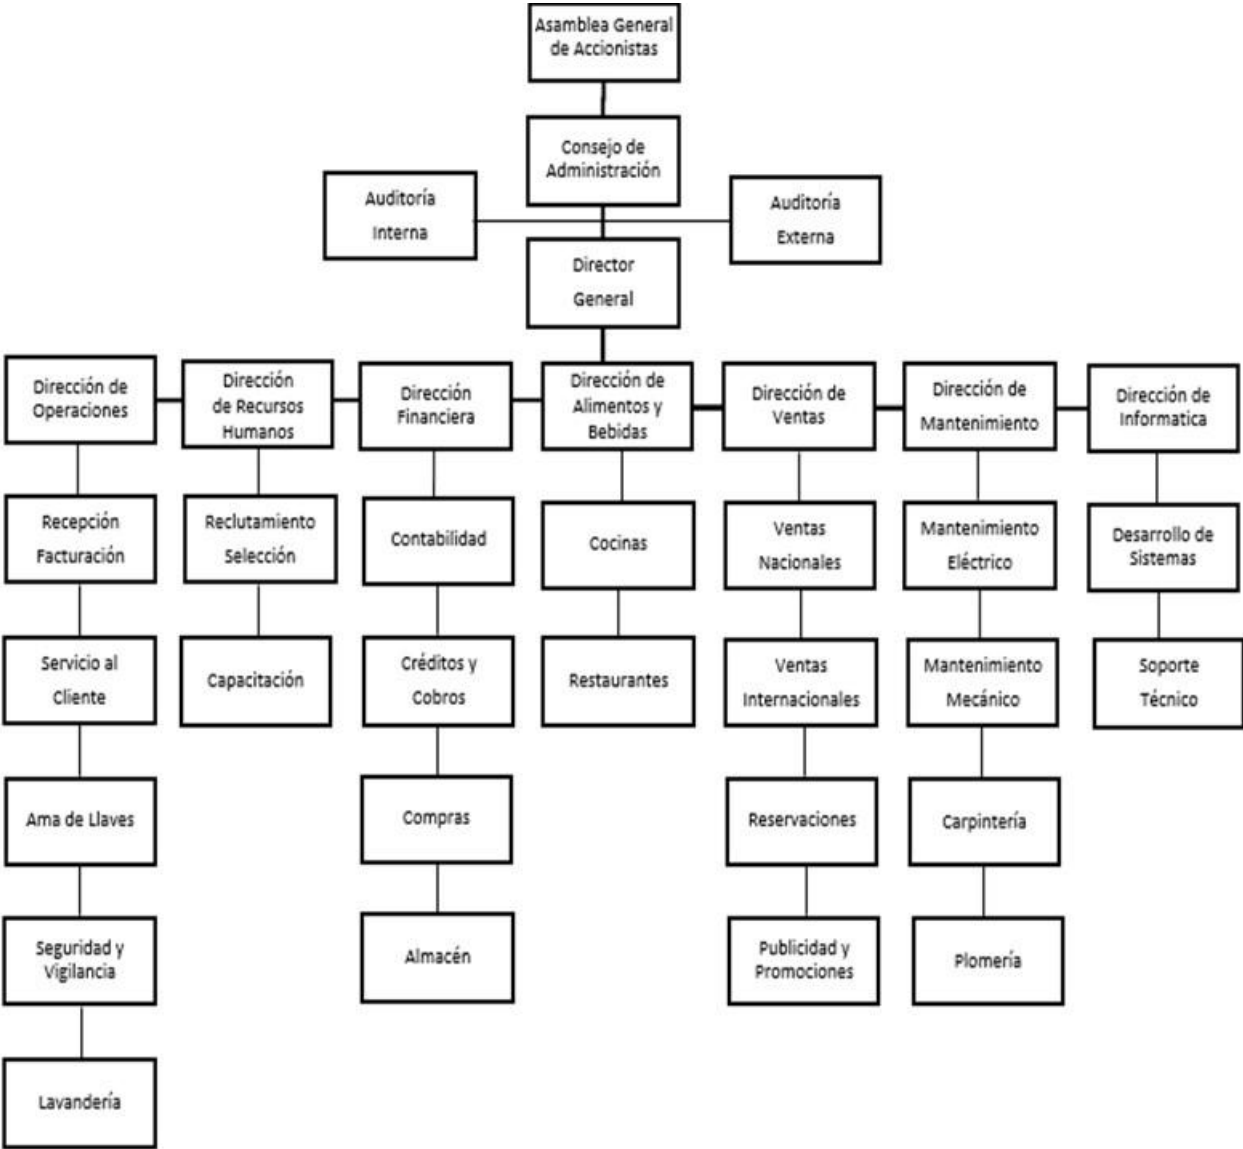 Asamblea General
de Accionistas
Consejo de
Administración
Auditoría
Interna
Auditoría
Externa
Director
General
Dirección de
Operaciones
Dirección
de Recursos
Humanos
Dirección
Financiera
Dirección de
Alimentos y
Bebidas
Dirección de
Ventas
Dirección de
Mantenimiento
Dirección de
Informatica
Recepción
Facturación
Reclutamiento
Selección
Contabilidad
Cocinas
Ventas
Nacionales
Mantenimiento
Eléctrico
Desarrollo de
Sistemas
Servicio al
Cliente
Capacitación
Créditos y
Cobros
Restaurantes
Ventas
Internacionales
Mantenimiento
Mecánico
Soporte
Técnico
Ama de Llaves
Compras
Reservaciones
Carpintería
Seguridad y
Vigilancia
Almacén
Publicidad y
Promociones
Plomería
Lavandería